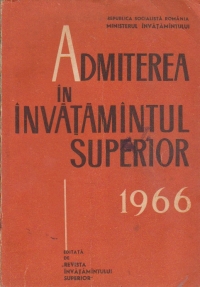 REPUBLICA SOCIALISTĂ ROMÂNIA
MINISTERUL ÎNVĂȚĂMÎNTULUI
ADMITEREA
ÎN
ÎNVĂȚĂMÎNTUL
SUPERIOR
1966
EDITATĂ
DE
REVISTA
ÎNVĂȚĂMÎNTULUI
SUPERIOR